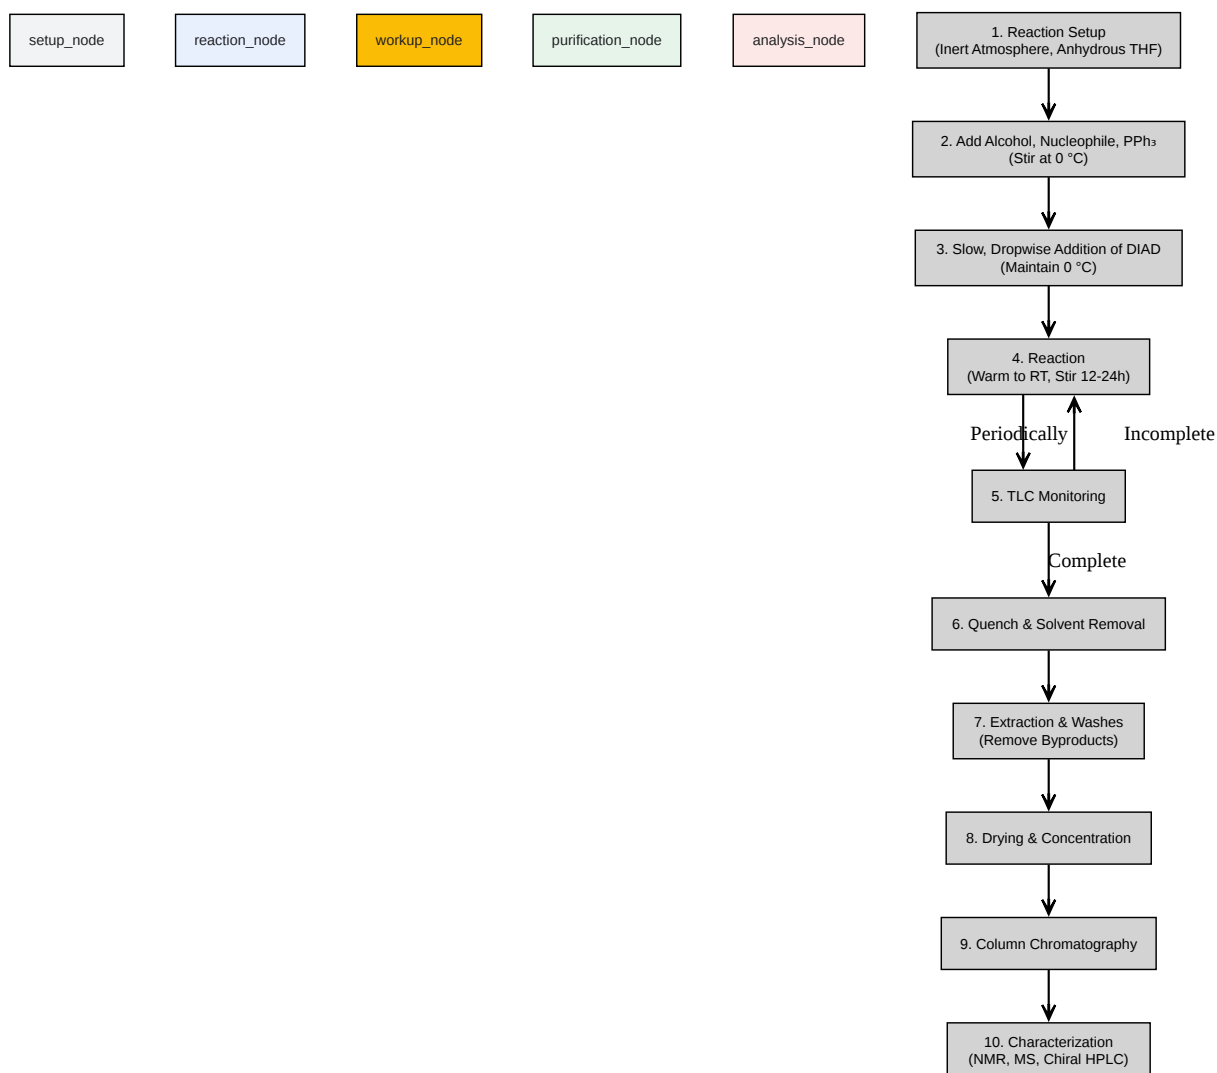 setup_node
reaction_node
workup_node
purification_node
analysis_node
1. Reaction Setup
(Inert Atmosphere, Anhydrous THF)
2. Add Alcohol, Nucleophile, PPh₃
(Stir at 0 °C)
3. Slow, Dropwise Addition of DIAD
(Maintain 0 °C)
4. Reaction
(Warm to RT, Stir 12-24h)
Periodically
Incomplete
5. TLC Monitoring
Complete
6. Quench & Solvent Removal
7. Extraction & Washes
(Remove Byproducts)
8. Drying & Concentration
9. Column Chromatography
10. Characterization
(NMR, MS, Chiral HPLC)